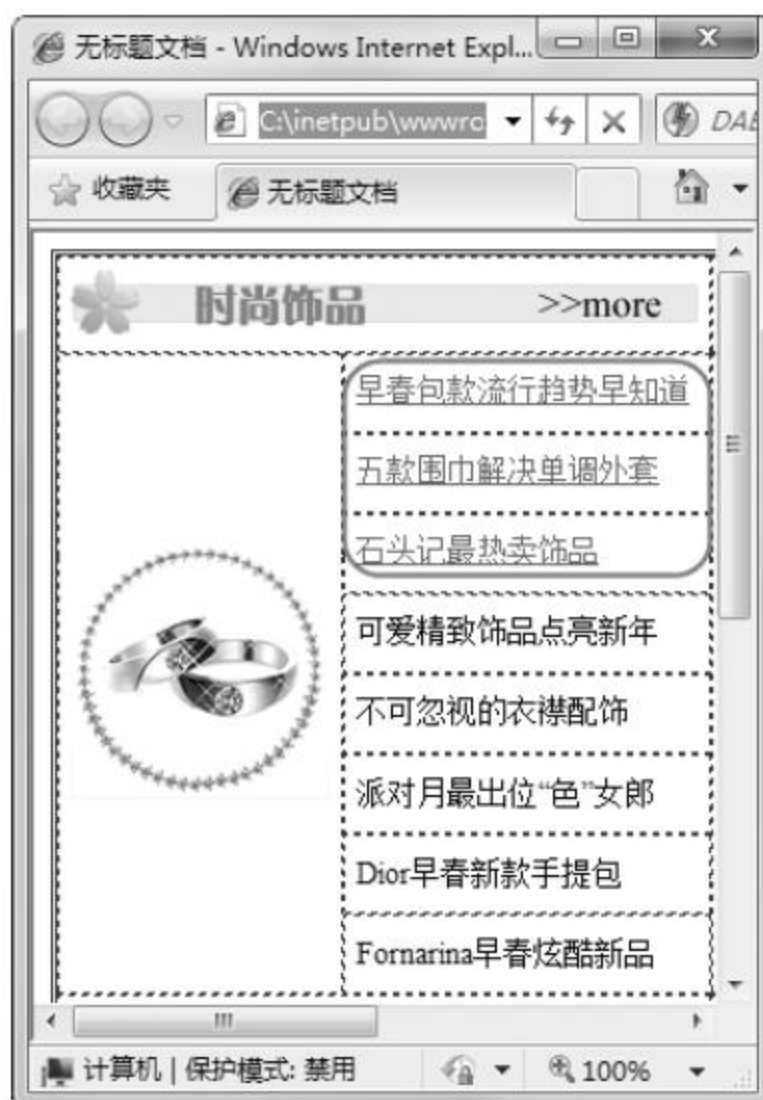 无标题文档 - Windows Internet Expl...
C:\inetpub\wwwro
DAE
收藏夹
无标题文档
时尚饰品
>>more
早春包款流行趋势早知道
五款围巾解决单调外套
石头记最热卖饰品
可爱精致饰品点亮新年
不可忽视的衣襟配饰
派对月最出位“色”女郎
Dior早春新款手提包
Fornarina早春炫酷新品
计算机 | 保护模式: 禁用
100%